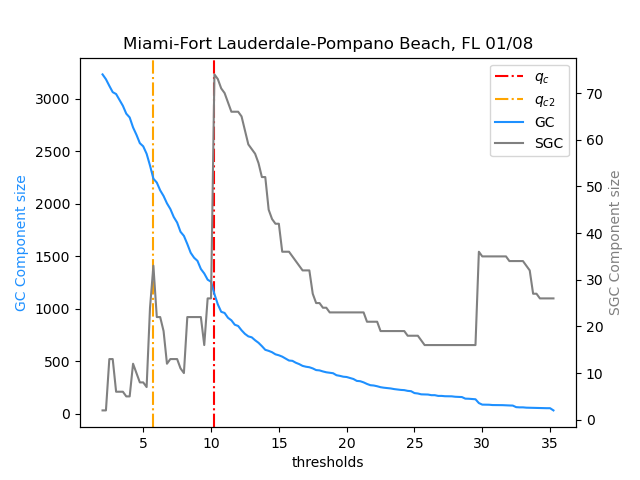 Miami-Fort Lauderdale-Pompano Beach, FL 01/08
GC Component size
3000
2500
2000
1500
1000
500
0
70
60
50
40
30
20
10
0
SGC Component size
q_c
q_c2
GC
SGC
5 10 15 20 25 30 35
thresholds